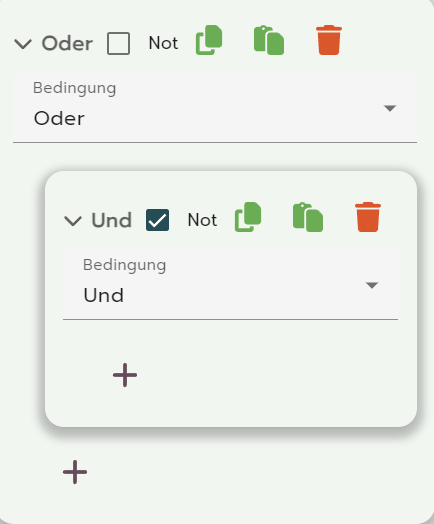 Oder Not
Bedingung
Oder
Und Not
Bedingung
Und